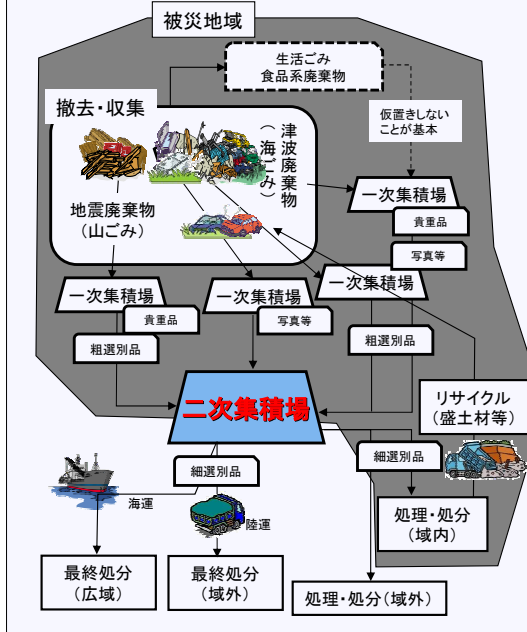 被災地域
生活ごみ
食品系廃棄物
撤去・収集
仮置きしない
ことが基本
津波廃棄物
（海ごみ）
地震廃棄物
（山ごみ）
一次集積場
貴重品
写真等
一次集積場
貴重品
粗選別品
一次集積場
写真等
一次集積場
粗選別品
二次集積場
リサイクル
（盛土材等）
細選別品
細選別品
海運
陸運
処理・処分
（域内）
最終処分
（広域）
最終処分
（域外）
処理・処分（域外）